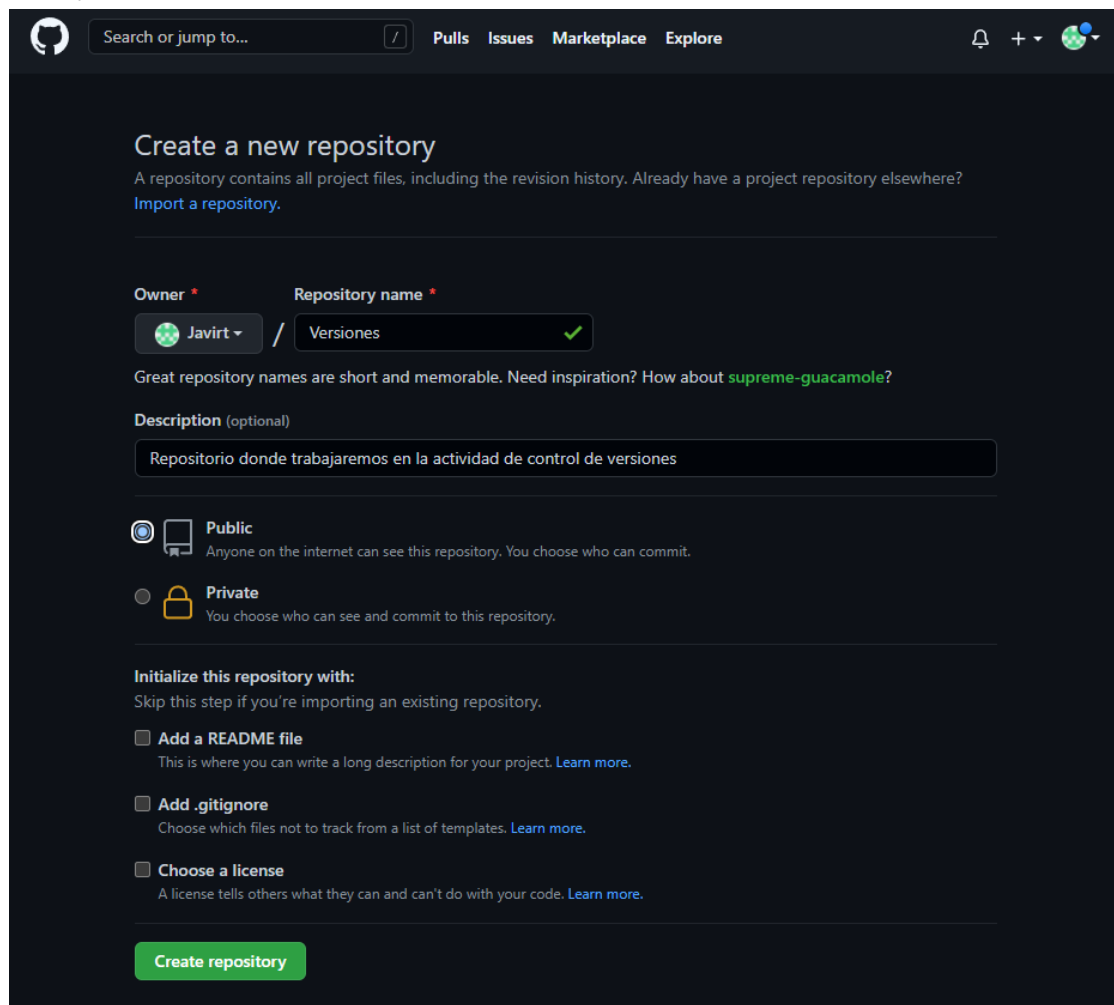 Search or jump to... / Pulls Issues Marketplace Explore
Create a new repository
A repository contains all project files, including the revision history. Already have a project repository elsewhere?
Import a repository.
Owner * Repository name *
Javirt / Versiones
Great repository names are short and memorable. Need inspiration? How about supreme-guacamole?
Description (optional)
Repositorio donde trabajaremos en la actividad de control de versiones
Public
Anyone on the internet can see this repository. You choose who can commit.
Private
You choose who can see and commit to this repository.
Initialize this repository with:
Skip this step if you're importing an existing repository.
Add a README file
This is where you can write a long description for your project. Learn more.
Add .gitignore
Choose which files not to track from a list of templates. Learn more.
Choose a license
A license tells others what they can and can't do with your code. Learn more.
Create repository